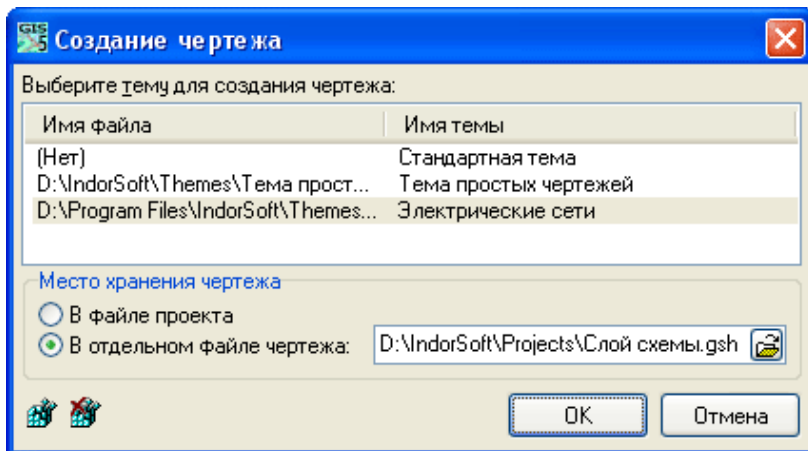 GIS 5 Создание чертежа
Выберите тему для создания чертежа:
Имя файла Имя темы
(Нет) Стандартная тема
D:\IndorSoft\Themes\Тема прост... Тема простых чертежей
D:\Program Files\IndorSoft\Themes... Электрические сети
Место хранения чертежа
В файле проекта
В отдельном файле чертежа: D:\IndorSoft\Projects\Слой схемы.gsh
OK Отмена